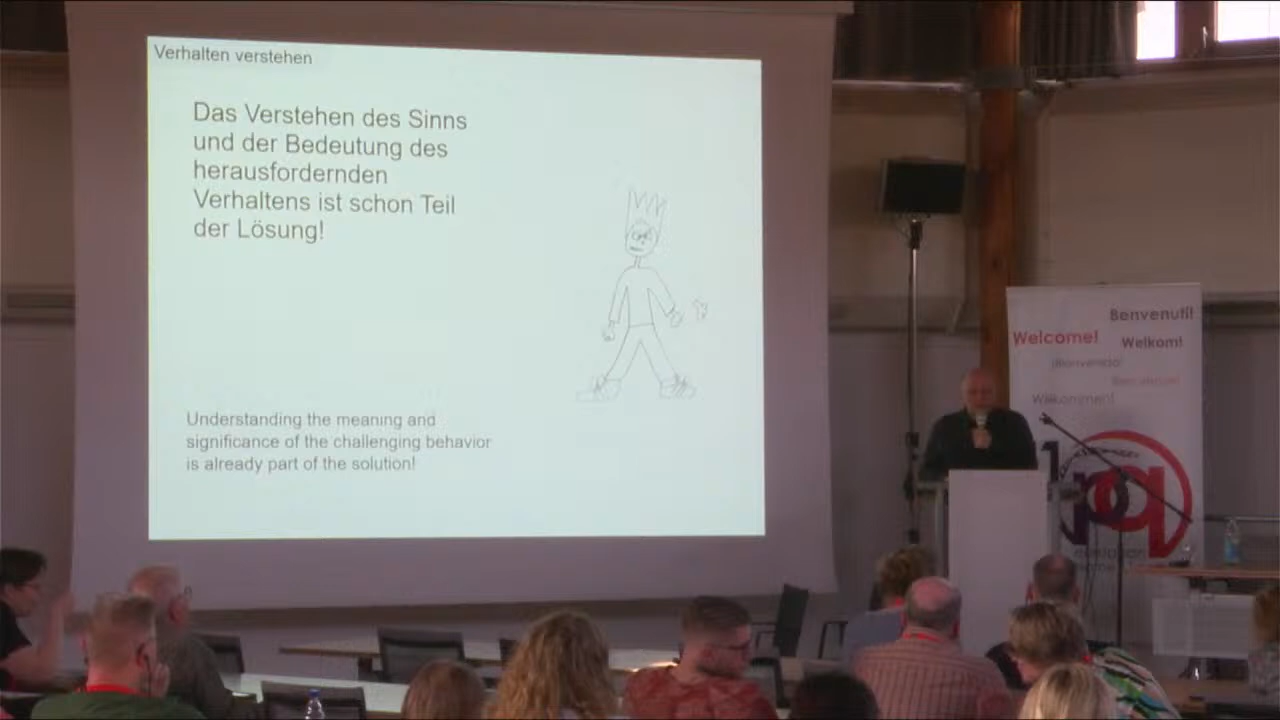 Verhalten verstehen
Das Verstehen des Sinns
und der Bedeutung des
herausfordernden
Verhaltens ist schon Teil
der Lösung!
Understanding the meaning and
significance of the challenging behavior
is already part of the solution!
Benvenuti!
Welcome!
Welkom!
¡Bienvenido!
Willkommen!